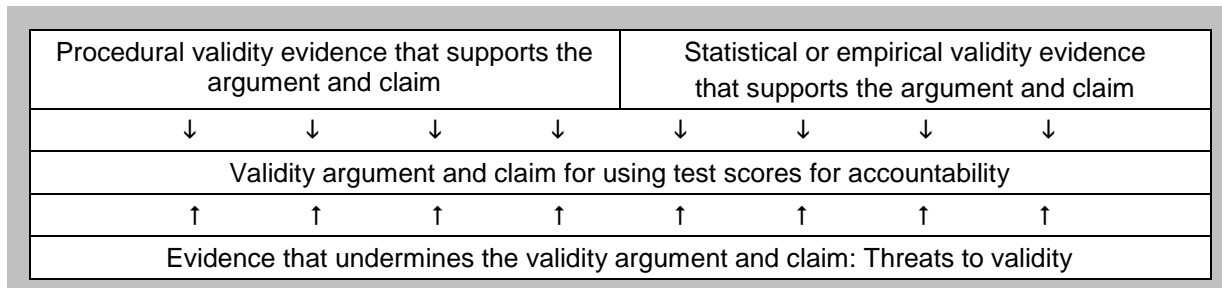 Procedural validity evidence that supports the
argument and claim
Statistical or empirical validity evidence
that supports the argument and claim
↓ ↓ ↓ ↓ ↓ ↓ ↓ ↓
Validity argument and claim for using test scores for accountability
↑ ↑ ↑ ↑ ↑ ↑ ↑ ↑
Evidence that undermines the validity argument and claim: Threats to validity